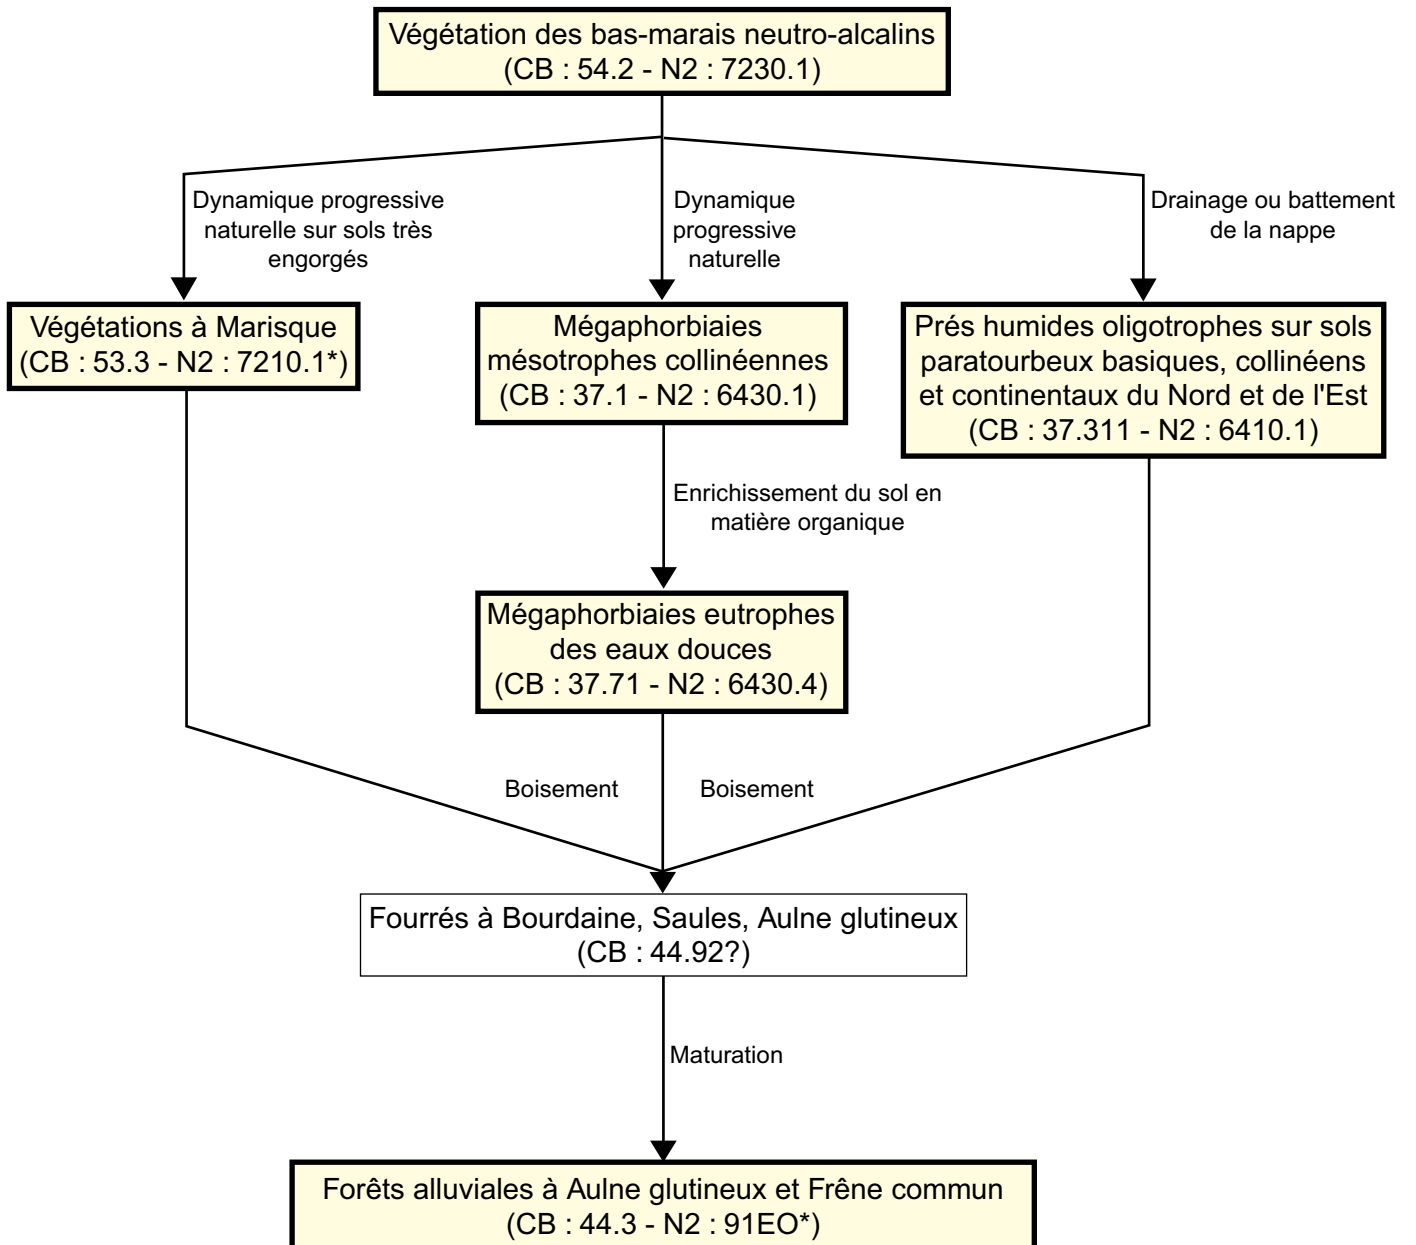 Végétation des bas-marais neutro-alcalins
(CB : 54.2 - N2 : 7230.1)
Dynamique progressive
naturelle sur sols très
engorgés
Dynamique
progressive
naturelle
Drainage ou battement
de la nappe
Végétations à Marisque
(CB : 53.3 - N2 : 7210.1*)
Mégaphorbiaies
mésotrophes collinéennes
(CB : 37.1 - N2 : 6430.1)
Prés humides oligotrophes sur sols
paratourbeux basiques, collinéens
et continentaux du Nord et de l'Est
(CB : 37.311 - N2 : 6410.1)
Enrichissement du sol en
matière organique
Mégaphorbiaies eutrophes
des eaux douces
(CB : 37.71 - N2 : 6430.4)
Boisement
Boisement
Fourrés à Bourdaine, Saules, Aulne glutineux
(CB : 44.92?)
Maturation
Forêts alluviales à Aulne glutineux et Frêne commun
(CB : 44.3 - N2 : 91EO*)